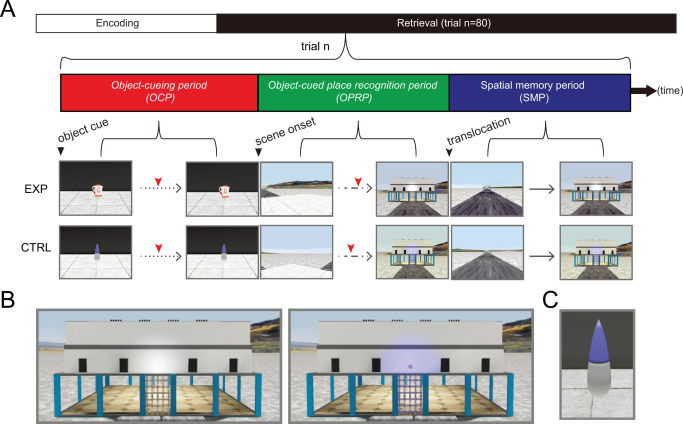 A
Encoding
Retrieval (trial n=80)
trial n
Object-cueing period
(OCP)
Object-cued place recognition period
(OPRP)
Spatial memory period
(SMP)
(time)
object cue
scene onset
translocation
EXP
CTRL
B
C